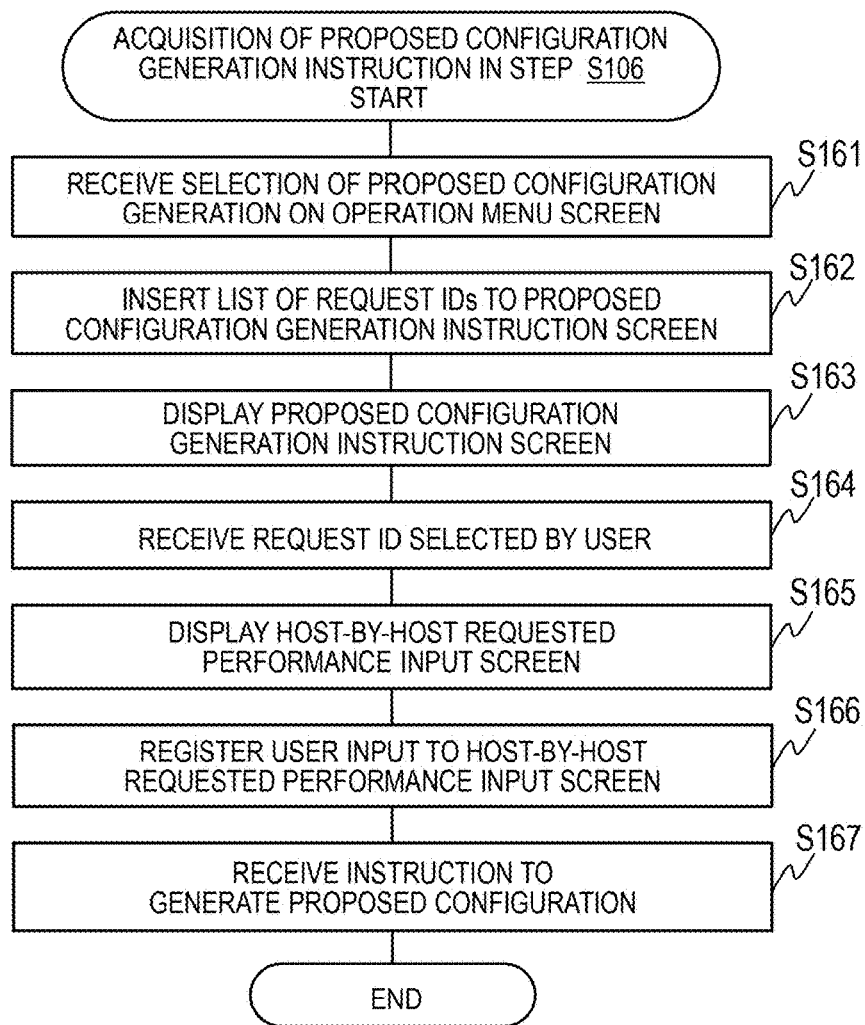 ACQUISITION OF PROPOSED CONFIGURATION
GENERATION INSTRUCTION IN STEP S106
START
S161
RECEIVE SELECTION OF PROPOSED CONFIGURATION
GENERATION ON OPERATION MENU SCREEN
S162
INSERT LIST OF REQUEST IDs TO PROPOSED
CONFIGURATION GENERATION INSTRUCTION SCREEN
S163
DISPLAY PROPOSED CONFIGURATION
GENERATION INSTRUCTION SCREEN
S164
RECEIVE REQUEST ID SELECTED BY USER
S165
DISPLAY HOST-BY-HOST REQUESTED
PERFORMANCE INPUT SCREEN
S166
REGISTER USER INPUT TO HOST-BY-HOST
REQUESTED PERFORMANCE INPUT SCREEN
S167
RECEIVE INSTRUCTION TO
GENERATE PROPOSED CONFIGURATION
END